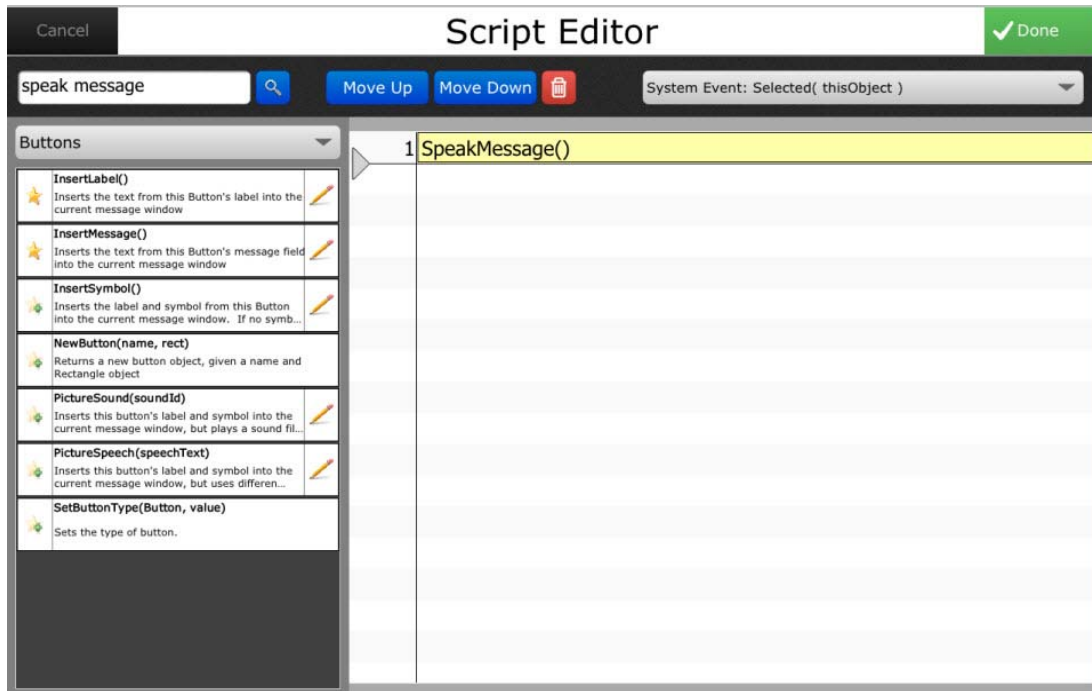 Cancel
Script Editor
Done
speak message
Move Up
Move Down
System Event: Selected( thisObject )
Buttons
InsertLabel()
Inserts the text from this Button's label into the
current message window
InsertMessage()
Inserts the text from this Button's message field
into the current message window
InsertSymbol()
Inserts the label and symbol from this Button
into the current message window. If no symb...
NewButton(name, rect)
Returns a new button object, given a name and
Rectangle object
PictureSound(soundId)
Inserts this button's label and symbol into the
current message window, but plays a sound fil...
PictureSpeech(speechText)
Inserts this button's label and symbol into the
current message window, but uses differen...
SetButtonType(Button, value)
Sets the type of button.
1 SpeakMessage()